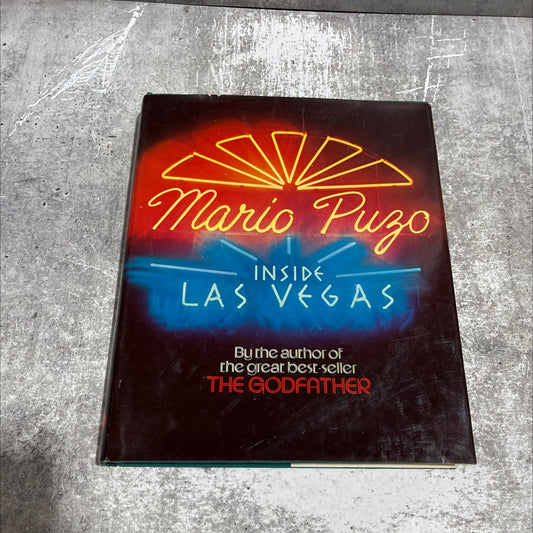 Mario Puzo
INSIDE
LAS VEGAS
By the author of
the great best-seller
THE GODFATHER